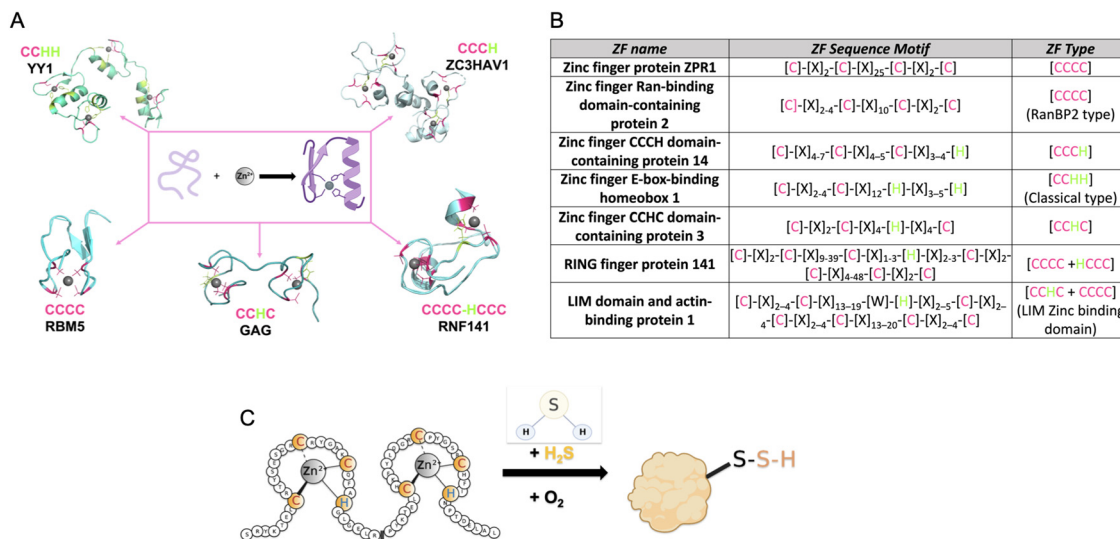 A
CCHH
YY1
CCCH
ZC3HAV1
+
Zn2+
CCCC
RBM5
CCHC
GAG
CCCC-HCCC
RNF141
B
ZF name ZF Sequence Motif ZF Type
Zinc finger protein ZPR1 [C]-[X]2-[C]-[X]25-[C]-[X]2-[C] [CCCC]
Zinc finger Ran-binding
domain-containing
protein 2
[C]-[X]2-4-[C]-[X]10-[C]-[X]2-[C]
[CCCC]
(RanBP2 type)
Zinc finger CCCH domain-
containing protein 14
[C]-[X]4-7-[C]-[X]4–5-[C]-[X]3–4-[H]
[CCCH]
Zinc finger E-box-binding
homeobox 1
[C]-[X]2-4-[C]-[X]12-[H]-[X]3–5-[H]
[CCHH]
(Classical type)
Zinc finger CCHC domain-
containing protein 3
[C]-[X]2-[C]-[X]4-[H]-[X]4-[C]
[CCHC]
RING finger protein 141
[C]-[X]2-[C]-[X]9-39-[C]-[X]1-3-[H]-[X]2-3-[C]-[X]2-
[C]-[X]4-48-[C]-[X]2-[C]
[CCCC +HCCC]
LIM domain and actin-
binding protein 1
[C]-[X]2–4-[C]-[X]13–19-[W]-[H]-[X]2–5-[C]-[X]2–
4-[C]-[X]2–4-[C]-[X]13–20-[C]-[X]2–4-[C]
[CCHC + CCCC]
(LIM Zinc binding
domain)
C
Zn2+
C
C
C
H
Zn2+
C
C
C
H
S
H H
+ H2S
+ O2
S-S-H